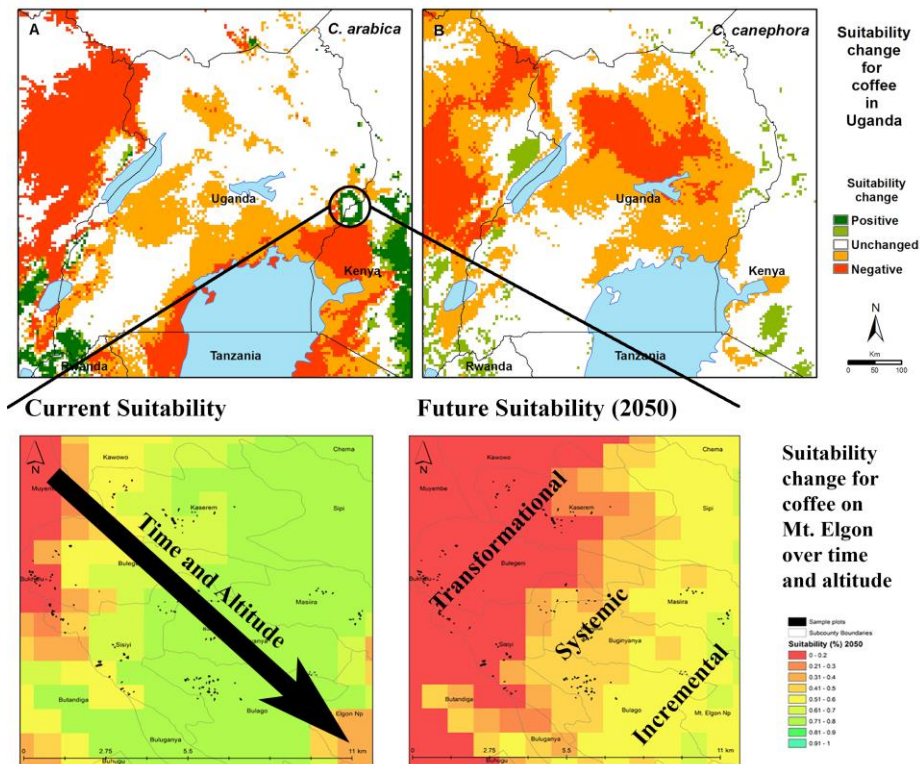 A
C. arabica
Uganda
Kenya
Tanzania
Rwanda
B
C. canephora
Uganda
Kenya
Tanzania
Rwanda
Suitability
change
for
coffee
in
Uganda
Suitability
change
Positive
Unchanged
Negative
N
Km
0 50 100
Current Suitability
N
Kawowo
Chema
Muyembe
Kaserem
Sipi
Time and Altitude
Masira
Sisiyi
Butandiga
Bulago
Elgon Np
Buluganya
Buhugu
0 2.75 5.5 11 km
Future Suitability (2050)
N
Kawowo
Chema
Muyembe
Kaserem
Sipi
Transformational
Bulegeni
Masira
Systemic
Buginyanya
Sisiyi
Incremental
Butandiga
Bulago
Mt. Elgon Np
Buluganya
Buhugu
0 2.75 5.5 11 km
Suitability
change for
coffee on
Mt. Elgon
over time
and altitude
Sample plots
Subcounty Boundaries
Suitability (%) 2050
0 - 0.2
0.21 - 0.3
0.31 - 0.4
0.41 - 0.5
0.51 - 0.6
0.61 - 0.7
0.71 - 0.8
0.81 - 0.9
0.91 - 1